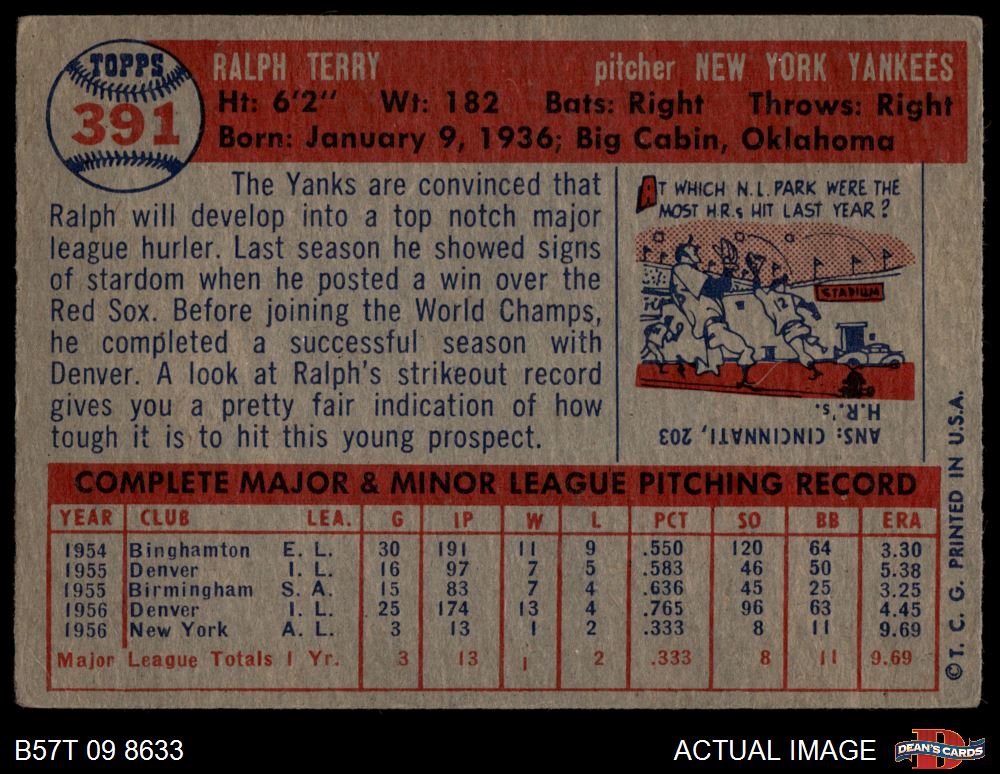 TOPPS
391
RALPH TERRY pitcher NEW YORK YANKEES
Ht: 6'2" Wt: 182 Bats: Right Throws: Right
Born: January 9, 1936; Big Cabin, Oklahoma
The Yanks are convinced that
Ralph will develop into a top notch major
league hurler. Last season he showed signs
of stardom when he posted a win over the
Red Sox. Before joining the World Champs,
he completed a successful season with
Denver. A look at Ralph's strikeout record
gives you a pretty fair indication of how
tough it is to hit this young prospect.
AT WHICH N.L. PARK WERE THE
MOST H.R.s HIT LAST YEAR?
STADIUM
12
ANS: CINCINNATI, 203
H.R.'s.
COMPLETE MAJOR & MINOR LEAGUE PITCHING RECORD
YEAR CLUB LEA. G IP W L PCT SO BB ERA
1954 Binghamton E. L. 30 191 11 9 .550 120 64 3.30
1955 Denver I. L. 16 97 7 5 .583 46 50 5.38
1955 Birmingham S. A. 15 83 7 4 .636 45 25 3.25
1956 Denver I. L. 25 174 13 4 .765 96 63 4.45
1956 New York A. L. 3 13 1 2 .333 8 11 9.69
Major League Totals 1 Yr. 3 13 1 2 .333 8 11 9.69
© T. C. G. PRINTED IN U.S.A.
B57T 09 8633
ACTUAL IMAGE
DEAN'S CARDS